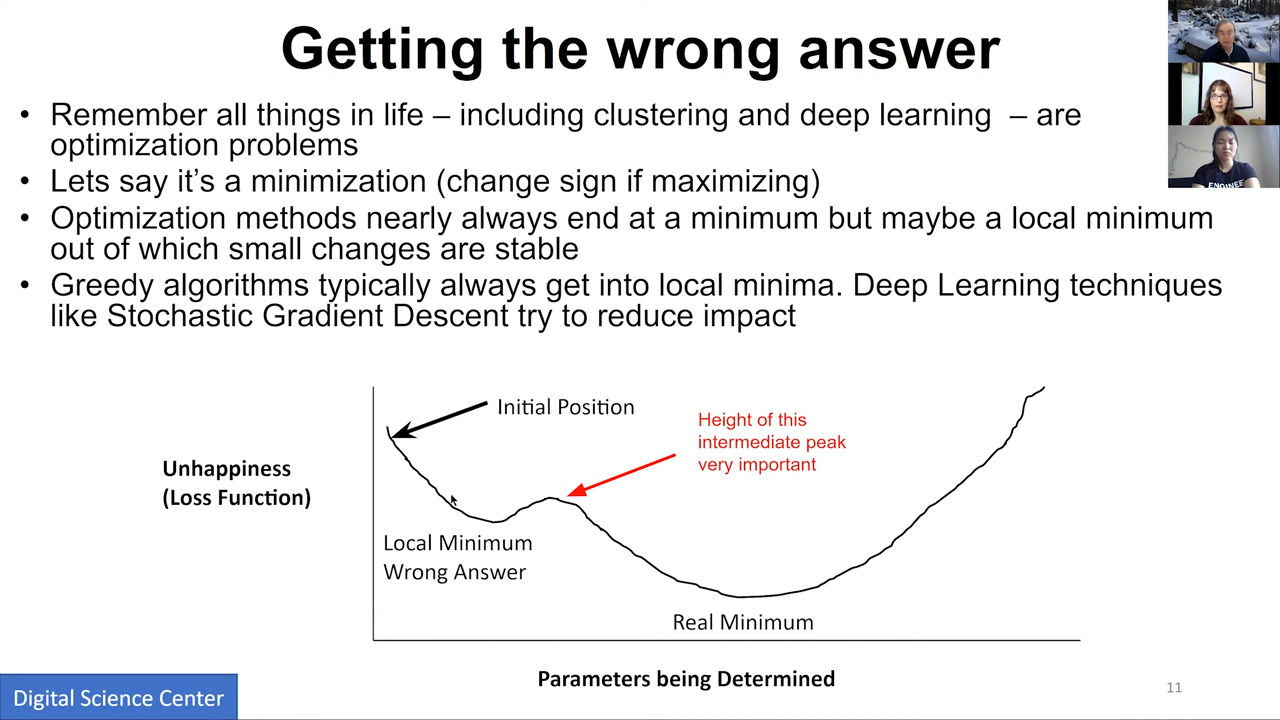 Getting the wrong answer
• Remember all things in life – including clustering and deep learning – are
optimization problems
• Lets say it's a minimization (change sign if maximizing)
• Optimization methods nearly always end at a minimum but maybe a local minimum
out of which small changes are stable
• Greedy algorithms typically always get into local minima. Deep Learning techniques
like Stochastic Gradient Descent try to reduce impact
Initial Position
Height of this
intermediate peak
very important
Unhappiness
(Loss Function)
Local Minimum
Wrong Answer
Real Minimum
Parameters being Determined
Digital Science Center
11
ENGINEE